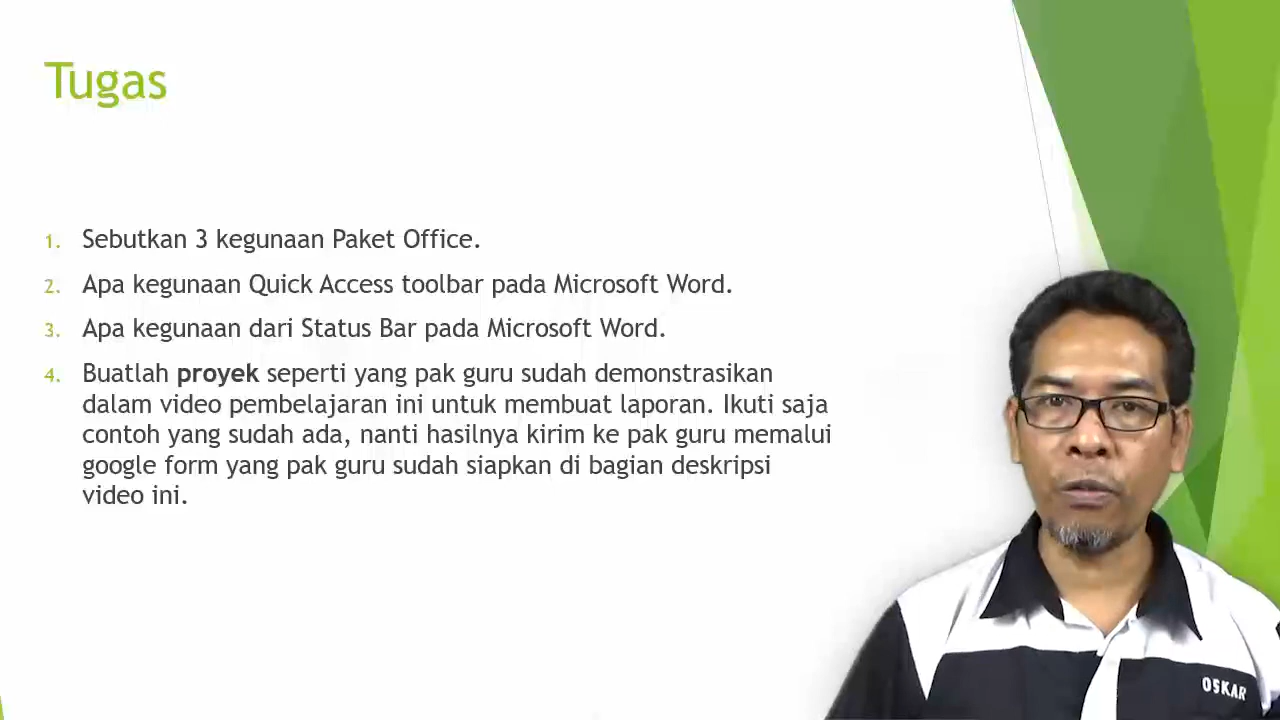 Tugas
1. Sebutkan 3 kegunaan Paket Office.
2. Apa kegunaan Quick Access toolbar pada Microsoft Word.
3. Apa kegunaan dari Status Bar pada Microsoft Word.
4. Buatlah proyek seperti yang pak guru sudah demonstrasikan
dalam video pembelajaran ini untuk membuat laporan. Ikuti saja
contoh yang sudah ada, nanti hasilnya kirim ke pak guru memalui
google form yang pak guru sudah siapkan di bagian deskripsi
video ini.
OSKAR